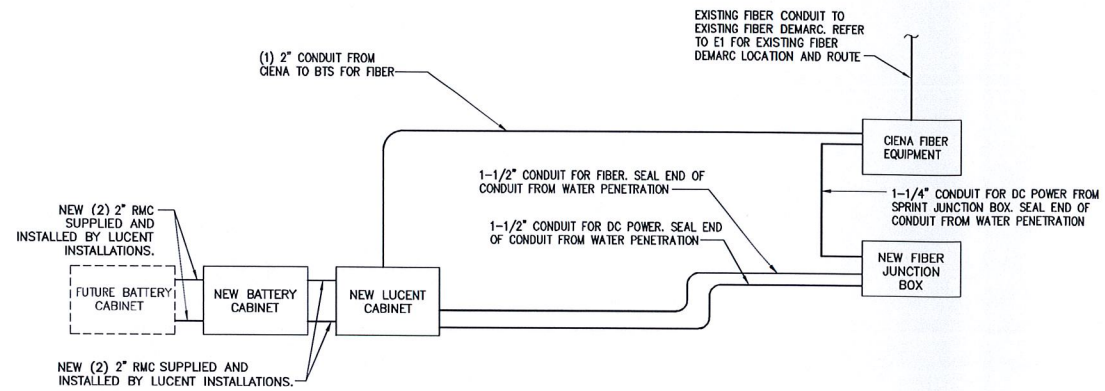 EXISTING FIBER CONDUIT TO
EXISTING FIBER DEMARC. REFER
TO E1 FOR EXISTING FIBER
DEMARC LOCATION AND ROUTE
(1) 2" CONDUIT FROM
CIENA TO BTS FOR FIBER
CIENA FIBER
EQUIPMENT
1-1/2" CONDUIT FOR FIBER. SEAL END OF
CONDUIT FROM WATER PENETRATION
1-1/4" CONDUIT FOR DC POWER FROM
SPRINT JUNCTION BOX. SEAL END OF
CONDUIT FROM WATER PENETRATION
NEW (2) 2" RMC
SUPPLIED AND
INSTALLED BY LUCENT
INSTALLATIONS.
1-1/2" CONDUIT FOR DC POWER. SEAL END
OF CONDUIT FROM WATER PENETRATION
NEW FIBER
JUNCTION
BOX
FUTURE BATTERY
CABINET
NEW BATTERY
CABINET
NEW LUCENT
CABINET
NEW (2) 2" RMC SUPPLIED AND
INSTALLED BY LUCENT INSTALLATIONS.